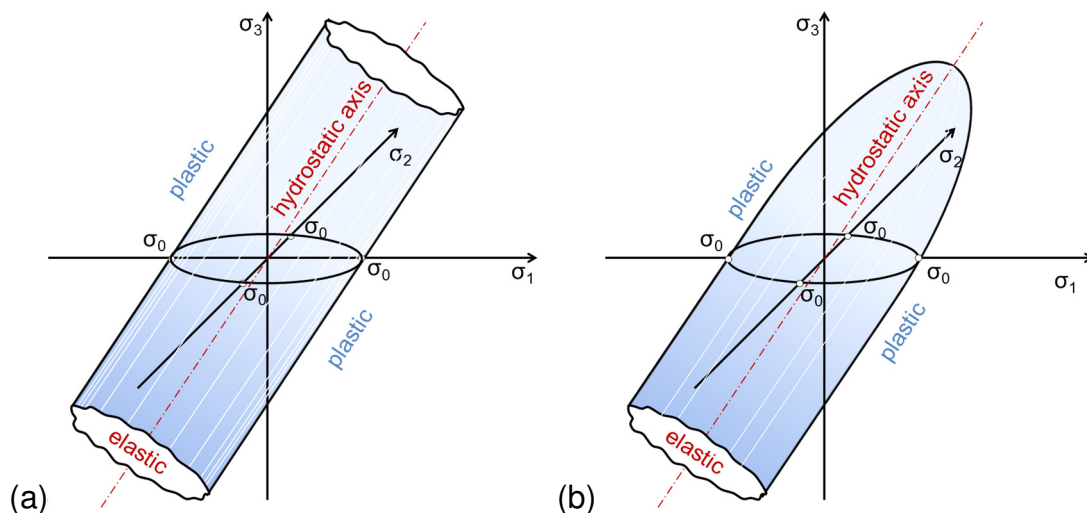 σ₃
hydrostatic axis
σ₂
plastic
σ₀
σ₀
σ₀
σ₁
σ₀
plastic
elastic
(a)
σ₃
hydrostatic axis
σ₂
plastic
σ₀
σ₀
σ₀
σ₁
σ₀
plastic
elastic
(b)